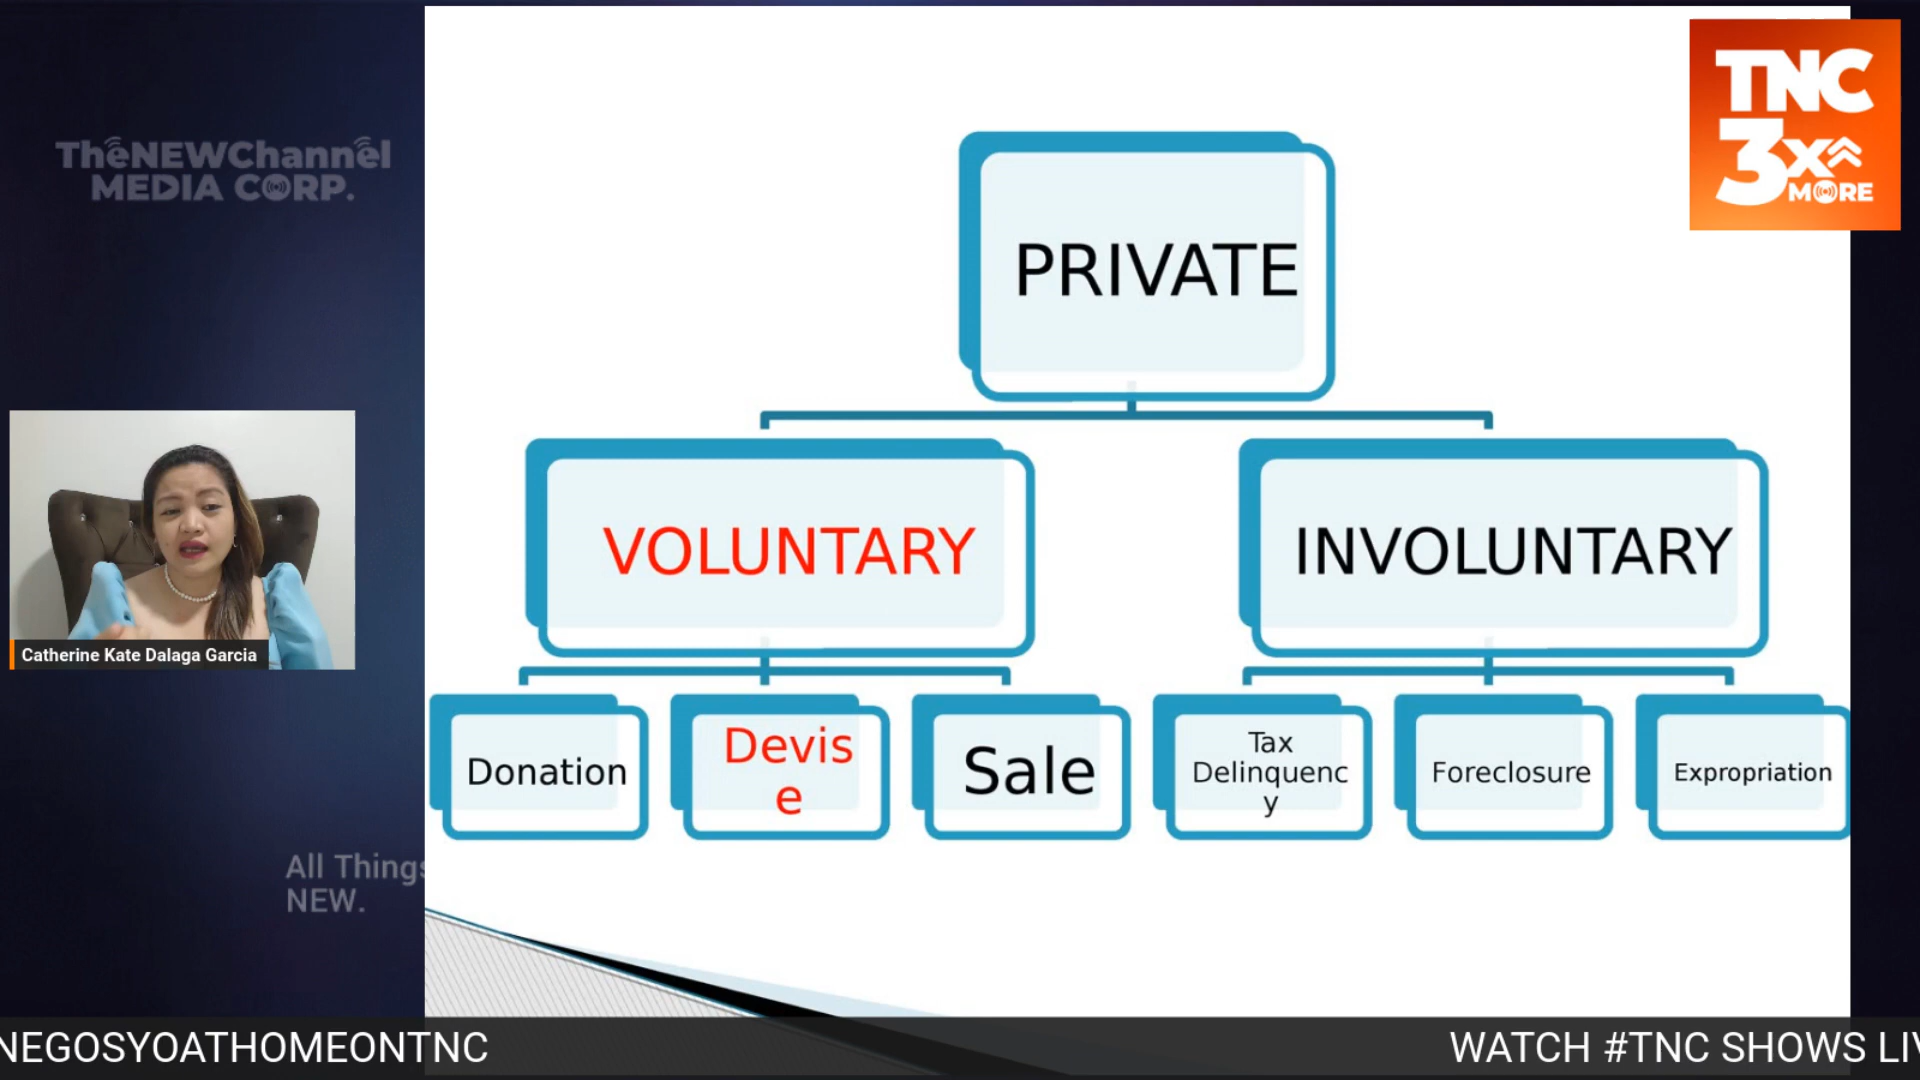 TheNEWChannel
MEDIA CORP.
TNC
3x
MORE
PRIVATE
VOLUNTARY
INVOLUNTARY
Donation
Devis
e
Sale
Tax
Delinquenc
y
Foreclosure
Expropriation
Catherine Kate Dalaga Garcia
All Things
NEW.
NEGOSYOATHOMEONTNC
WATCH #TNC SHOWS LIV